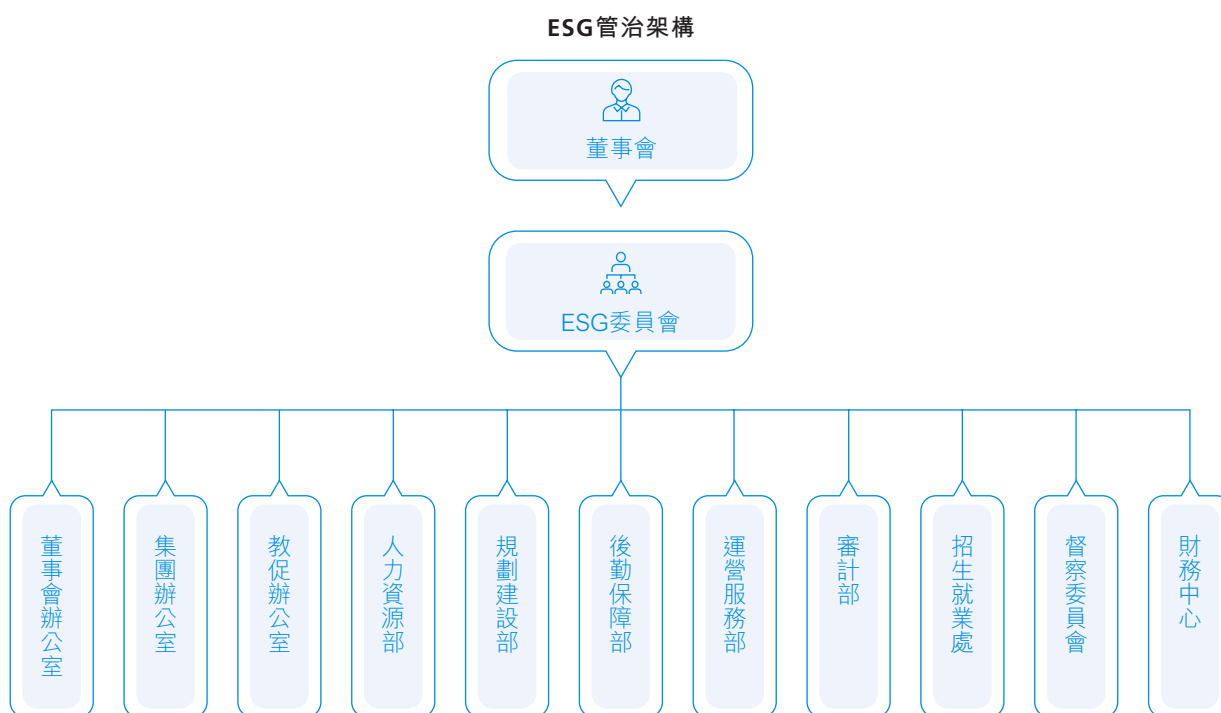 ESG管治架構
董事會
ESG委員會
董事會辦公室
集團辦公室
教促辦公室
人力資源部
規劃建設部
後勤保障部
運營服務部
審計部
招生就業處
督察委員會
財務中心